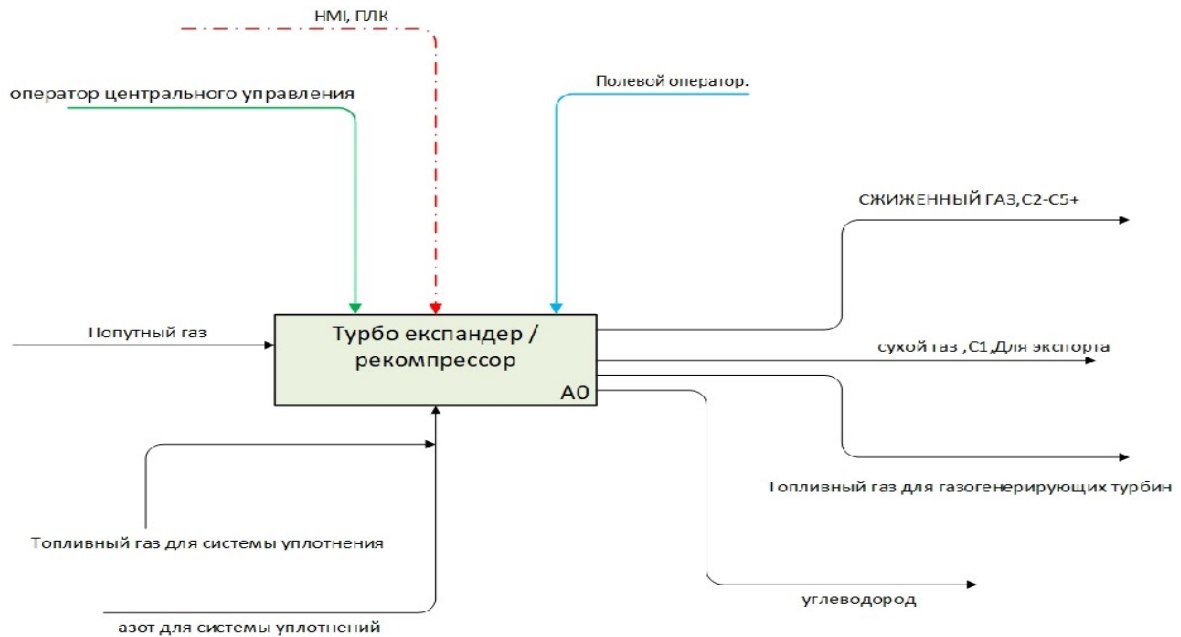 HMI, ПЛК
оператор центрального управления
Полевой оператор.
СЖИЖЕННЫЙ ГАЗ,С2-С5+
Попутный газ
Турбо експандер /
рекомпрессор
А0
сухой газ ,С1,Для экспорта
Топливный газ для газогенерирующих турбин
Топливный газ для системы уплотнения
углеводород
азот для системы уплотнений